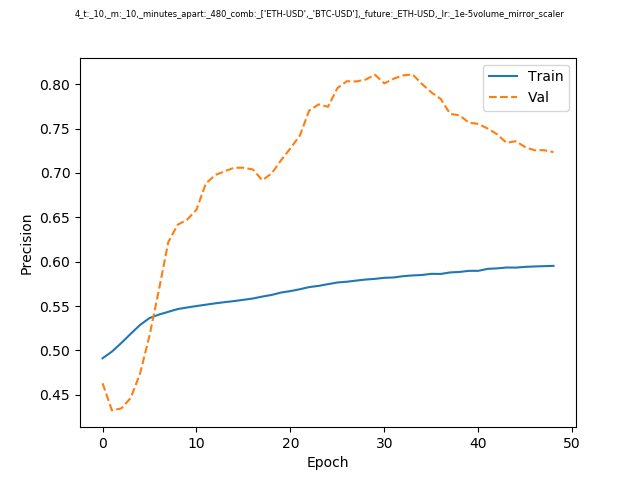 4_t:_10,_m:_10,_minutes_apart:_480_comb:_['ETH-USD',_'BTC-USD'],_future:_ETH-USD,_lr:_1e-5volume_mirror_scaler
Train
Val
0.80
0.75
0.70
0.65
0.60
0.55
0.50
0.45
Precision
0 10 20 30 40 50
Epoch